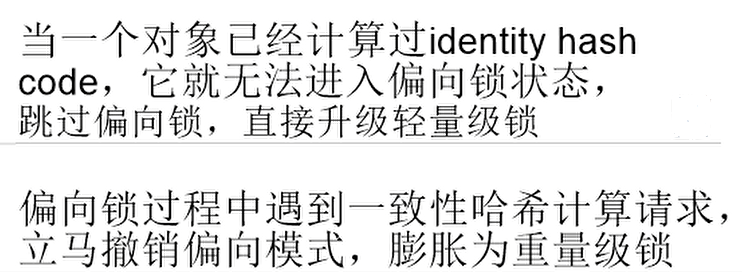 当一个对象已经计算过identity hash
code，它就无法进入偏向锁状态，
跳过偏向锁，直接升级轻量级锁
偏向锁过程中遇到一致性哈希计算请求，
立马撤销偏向模式，膨胀为重量级锁